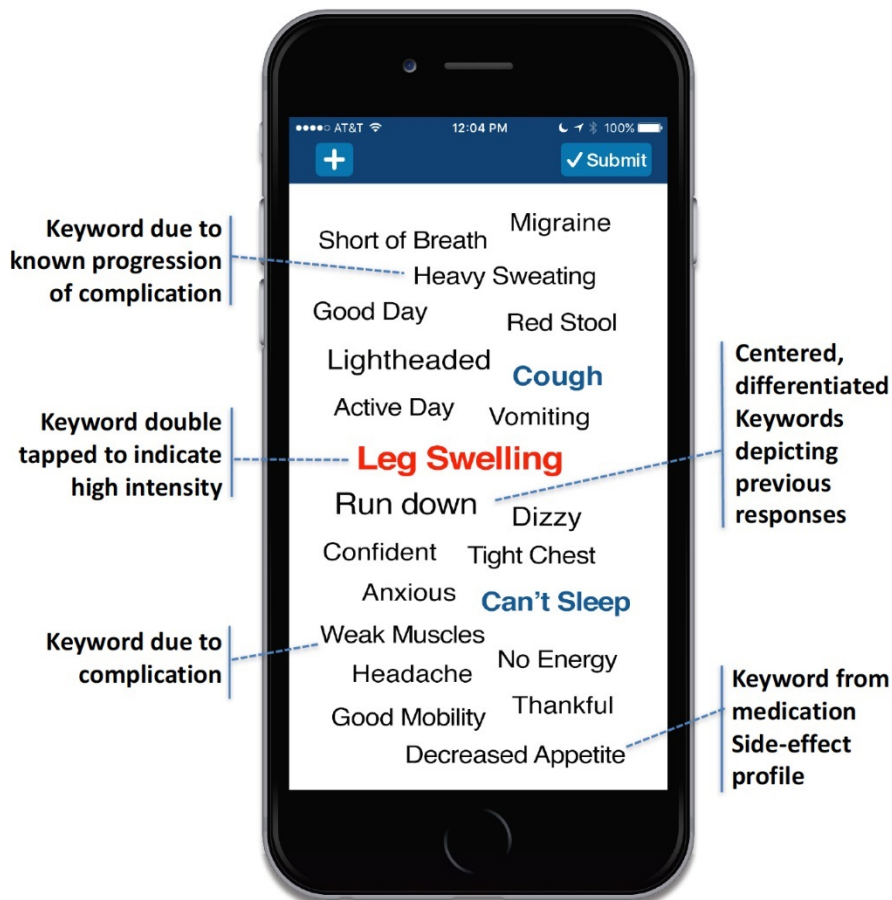 AT&T 12:04 PM 100%
+ ✓ Submit
Short of Breath
Migraine
Heavy Sweating
Good Day
Red Stool
Lightheaded
Cough
Active Day
Vomiting
Leg Swelling
Run down
Dizzy
Confident
Tight Chest
Anxious
Can't Sleep
Weak Muscles
No Energy
Headache
Thankful
Good Mobility
Decreased Appetite
Keyword due to
known progression
of complication
Keyword double
tapped to indicate
high intensity
Keyword due to
complication
Centered,
differentiated
Keywords
depicting
previous
responses
Keyword from
medication
Side-effect
profile